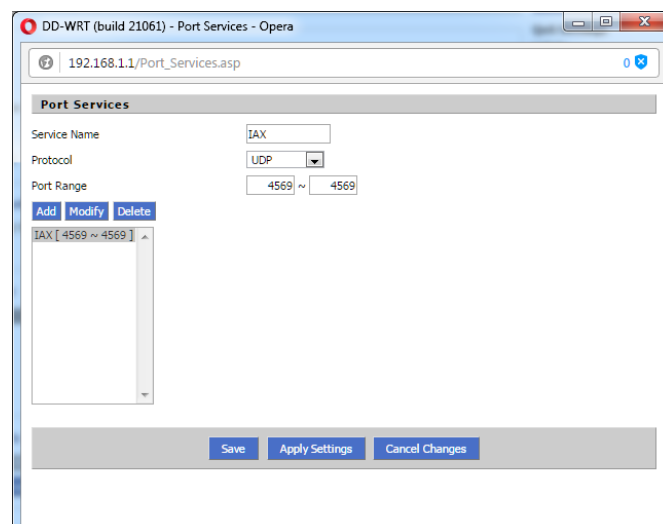 DD-WRT (build 21061) - Port Services - Opera
192.168.1.1/Port_Services.asp 0
Port Services
Service Name IAX
Protocol UDP
Port Range 4569 ~ 4569
Add Modify Delete
IAX [ 4569 ~ 4569 ]
Save Apply Settings Cancel Changes